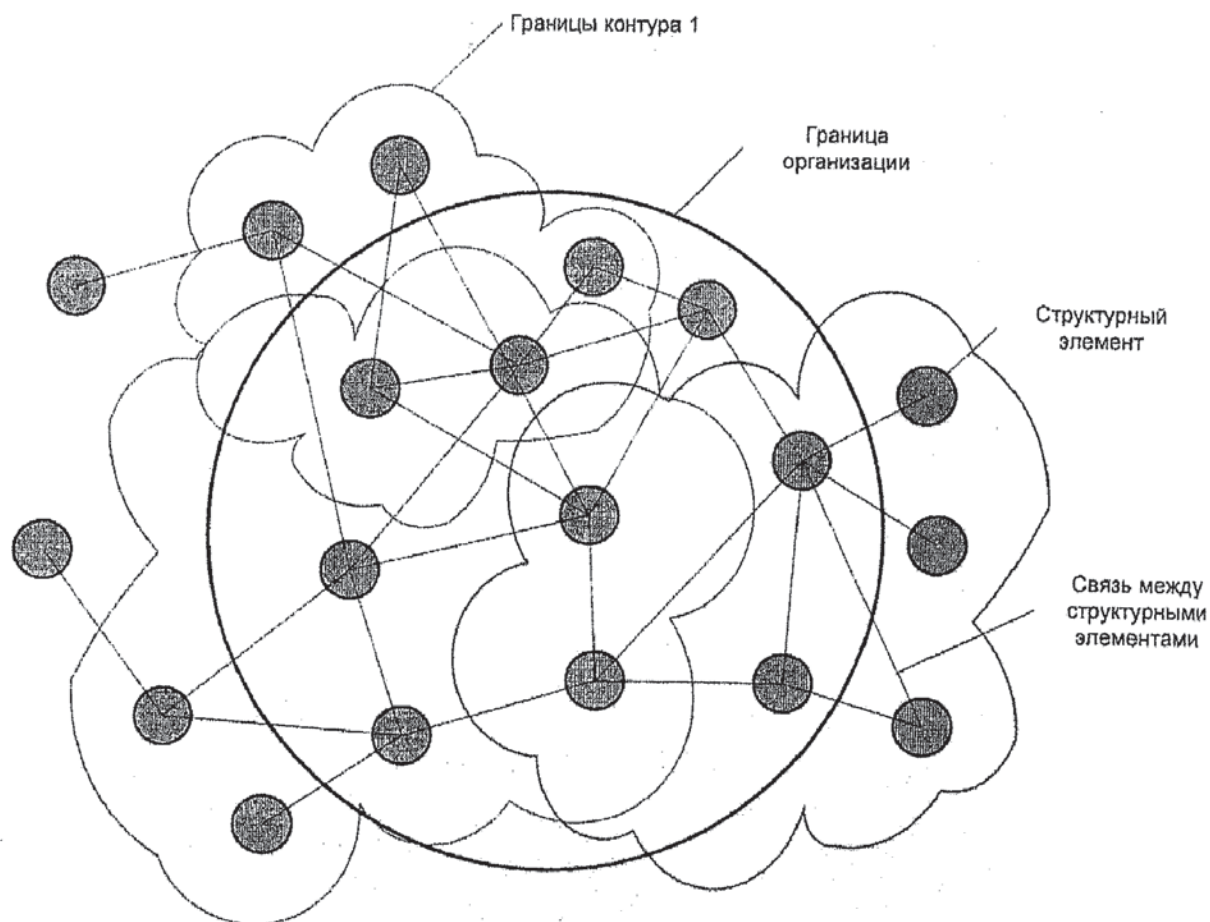 Границы контура 1
Граница
организации
Структурный
элемент
Связь между
структурными
элементами